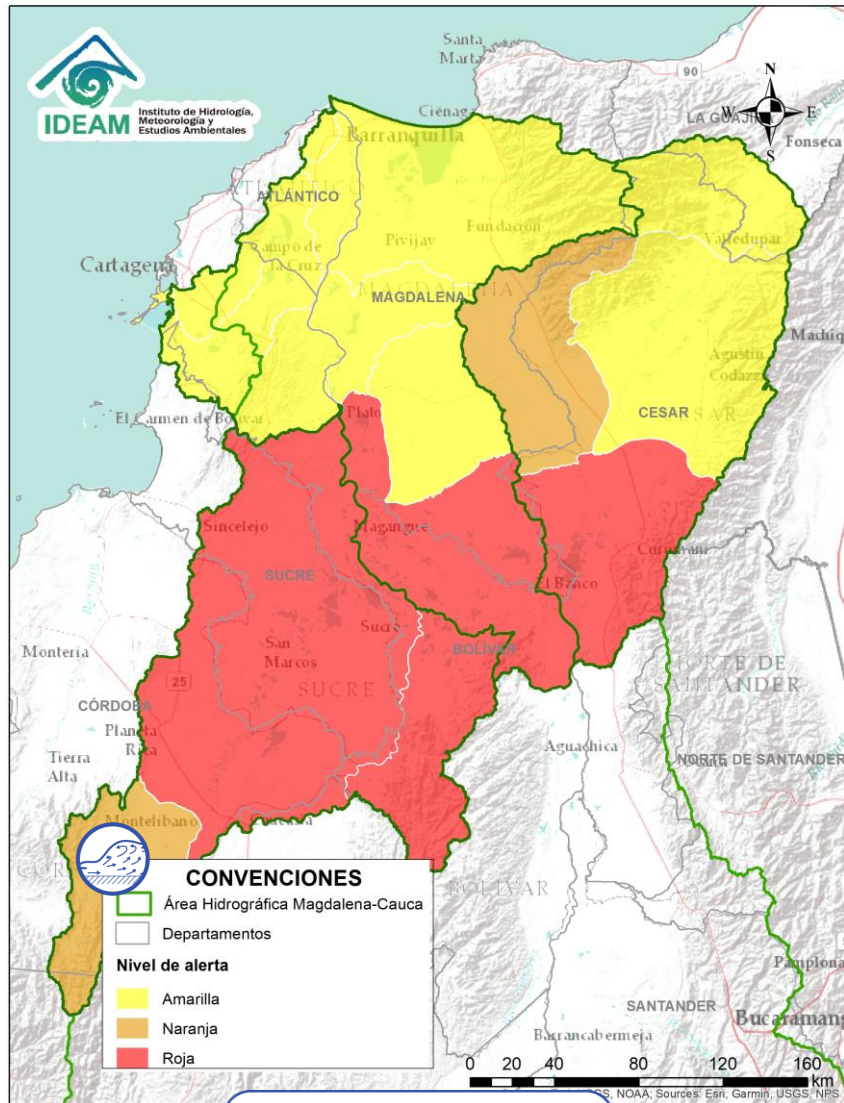 Santa
Marta
90
N
W
E
S
IDEAM
Instituto de Hidrología,
Meteorología y
Estudios Ambientales
Ciénaga
LA GUAJIRA
Fonseca
Barranquilla
ATLÁNTICO
Fundación
Valledupar
Pivijay
Campo de
la Cruz
Cartagena
MAGDALENA
MAGDALENA
Agustín
Codazzi
El Carmen de Bolívar
Plato
CESAR
Sincelejo
Magangue
SUCRE
El Banco
Sucre
San
Marcos
BOLÍVAR
Montería
25
SUCRE
NORTE DE
SANTANDER
CÓRDOBA
Planeta
Rica
Tierra
Alta
Aguachica
NORTE DE SANTANDER
Montelíbano
CONVENCIONES
Área Hidrográfica Magdalena-Cauca
Departamentos
Nivel de alerta
Amarilla
Naranja
Roja
BOLÍVAR
Pamplona
SANTANDER
Barrancabermeja
0 20 40 80 120 160
km
NOAA; Sources: Esri, Garmin, USGS, NPS